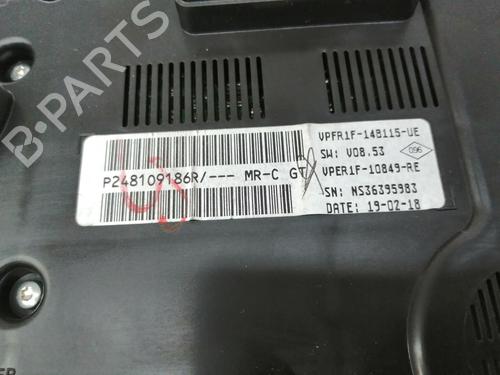 B-PARTS
VPFR1F-14B115-UE
SW: V08.53
096
P248109186R/--- MR-C GT
VPER1F-10849-RE
SN: NS36395983
DATE: 19-02-18